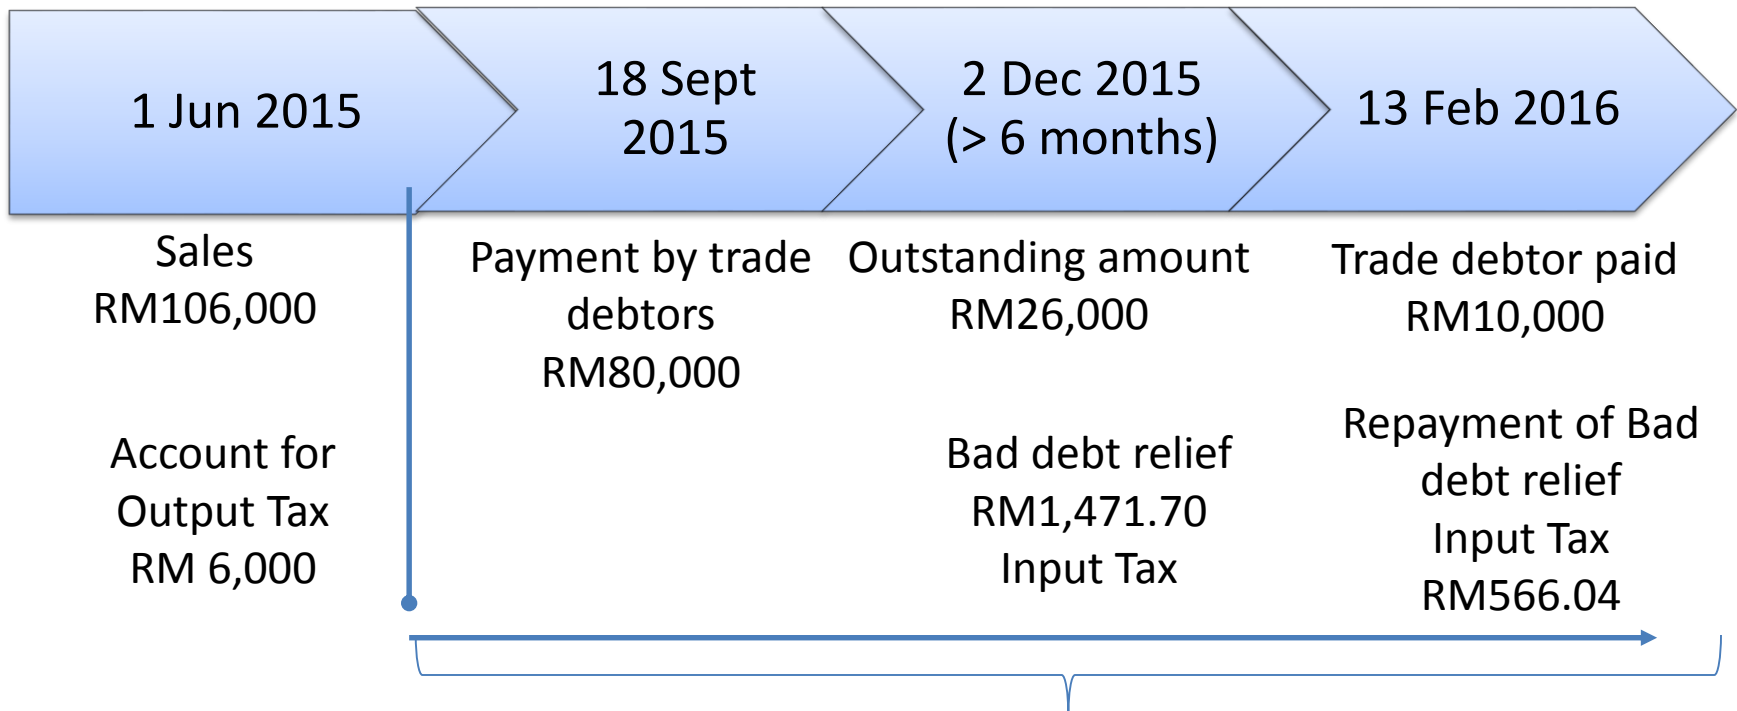 1 Jun 2015
18 Sept
2015
2 Dec 2015
(> 6 months)
13 Feb 2016
Sales
RM106,000
Account for
Output Tax
RM 6,000
Payment by trade
debtors
RM80,000
Outstanding amount
RM26,000
Bad debt relief
RM1,471.70
Input Tax
Trade debtor paid
RM10,000
Repayment of Bad
debt relief
Input Tax
RM566.04